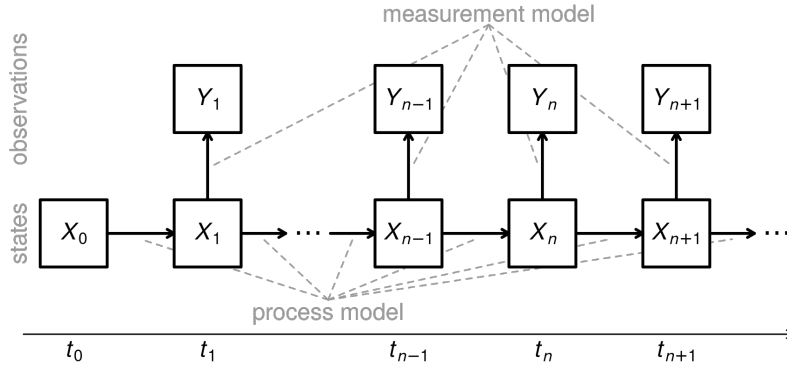 measurement model
observations
Y₁ Yₙ₋₁ Yₙ Yₙ₊₁
states
X₀ X₁ ··· Xₙ₋₁ Xₙ Xₙ₊₁ ···
process model
t₀ t₁ tₙ₋₁ tₙ tₙ₊₁